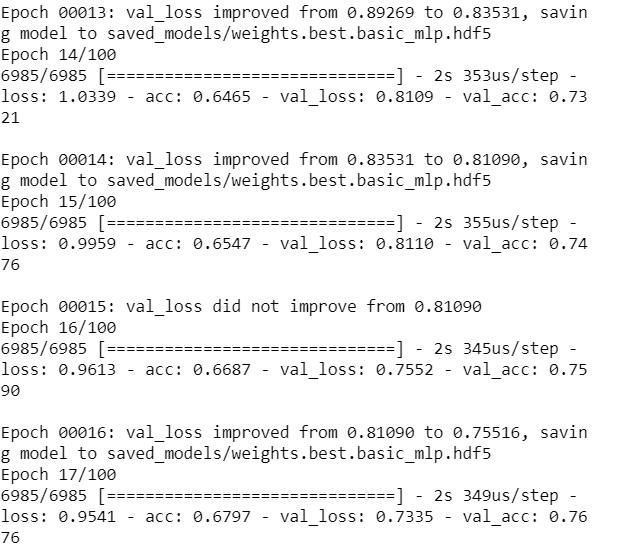 Epoch 00013: val_loss improved from 0.89269 to 0.83531, savin
g model to saved_models/weights.best.basic_mlp.hdf5
Epoch 14/100
6985/6985 [==============================] - 2s 353us/step -
loss: 1.0339 - acc: 0.6465 - val_loss: 0.8109 - val_acc: 0.73
21
Epoch 00014: val_loss improved from 0.83531 to 0.81090, savin
g model to saved_models/weights.best.basic_mlp.hdf5
Epoch 15/100
6985/6985 [==============================] - 2s 355us/step -
loss: 0.9959 - acc: 0.6547 - val_loss: 0.8110 - val_acc: 0.74
76
Epoch 00015: val_loss did not improve from 0.81090
Epoch 16/100
6985/6985 [==============================] - 2s 345us/step -
loss: 0.9613 - acc: 0.6687 - val_loss: 0.7552 - val_acc: 0.75
90
Epoch 00016: val_loss improved from 0.81090 to 0.75516, savin
g model to saved_models/weights.best.basic_mlp.hdf5
Epoch 17/100
6985/6985 [==============================] - 2s 349us/step -
loss: 0.9541 - acc: 0.6797 - val_loss: 0.7335 - val_acc: 0.76
76